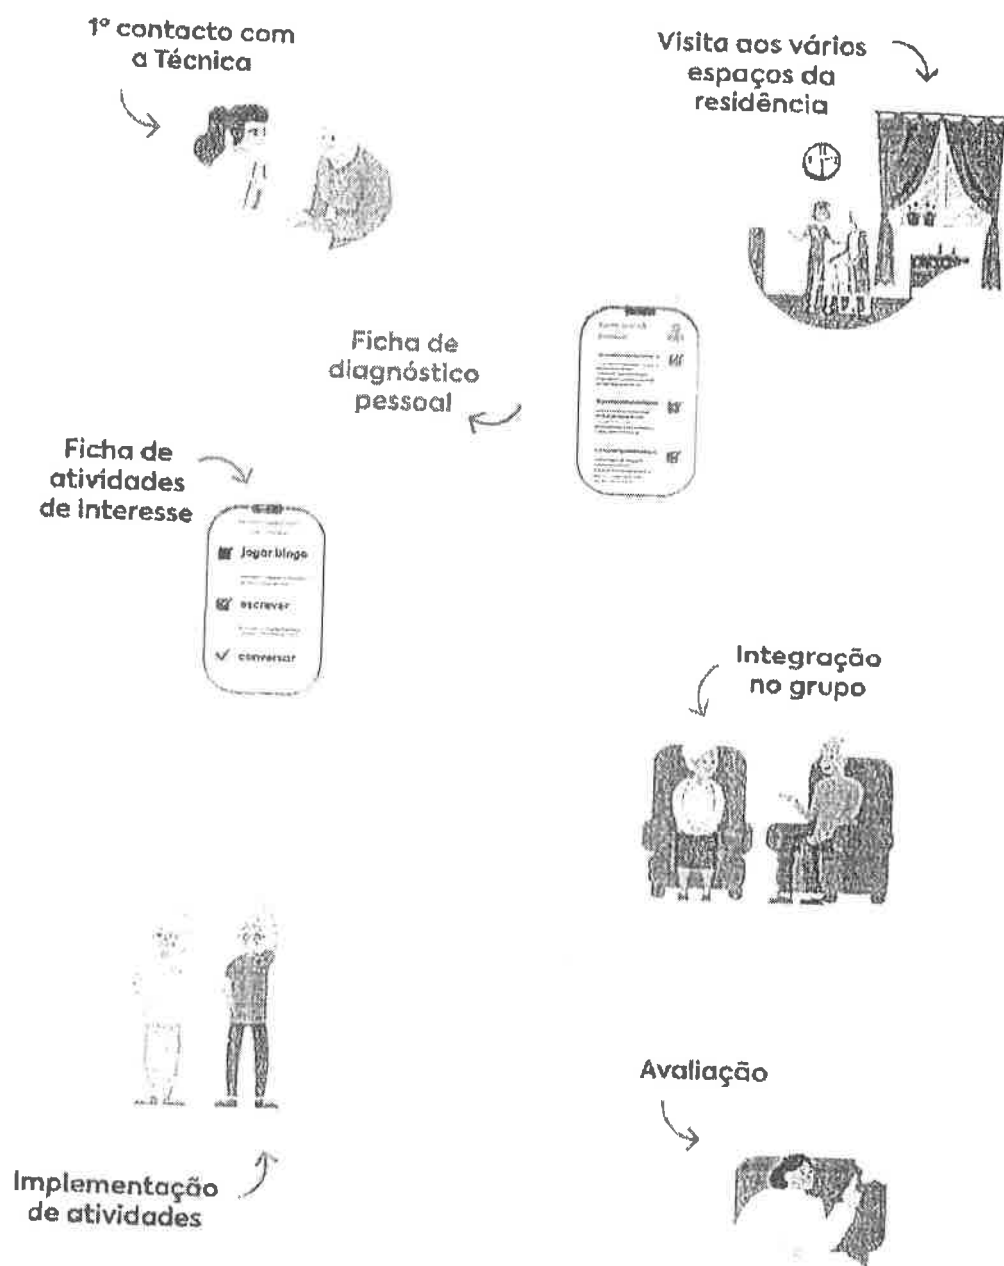 1º contacto com
a Técnica
Visita aos vários
espaços da
residência
Ficha de
diagnóstico
pessoal
Ficha de
atividades
de interesse
jogar bingo
escrever
conversar
Integração
no grupo
Implementação
de atividades
Avaliação